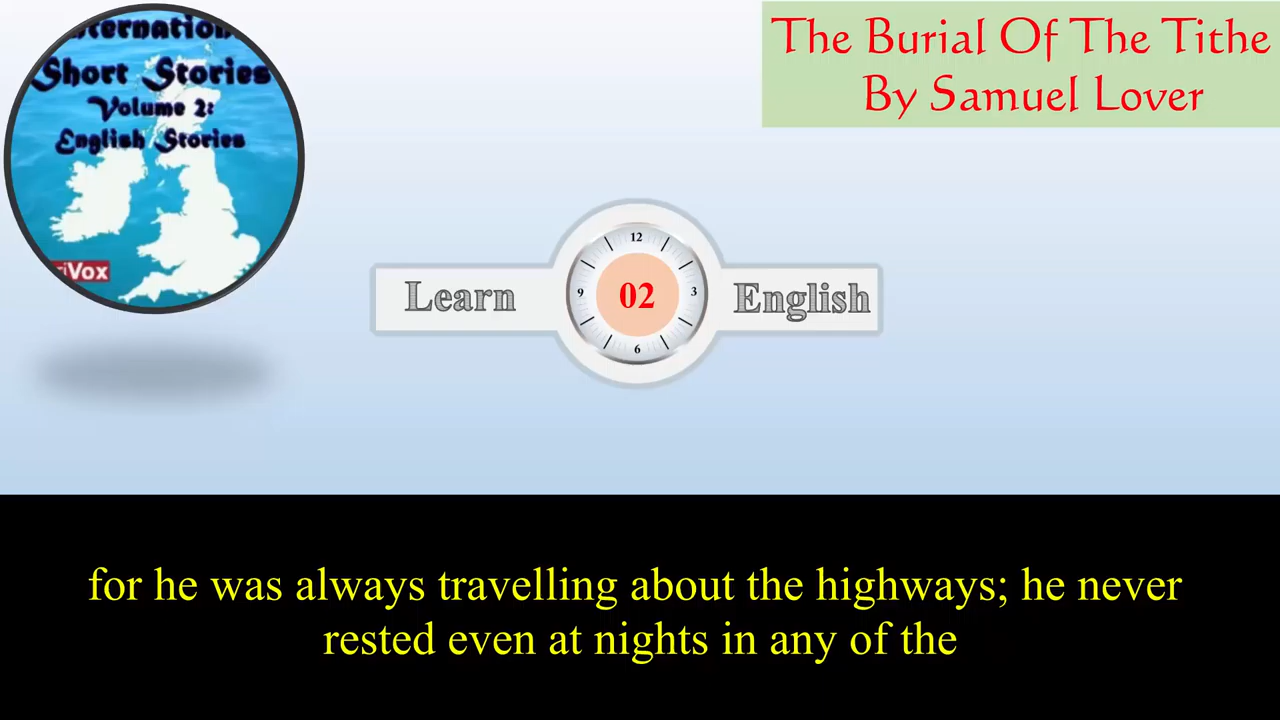 nternation
Short Stories
Volume 2:
English Stories
iVox
The Burial Of The Tithe
By Samuel Lover
Learn
English
12
3
6
9
02
for he was always travelling about the highways; he never
rested even at nights in any of the